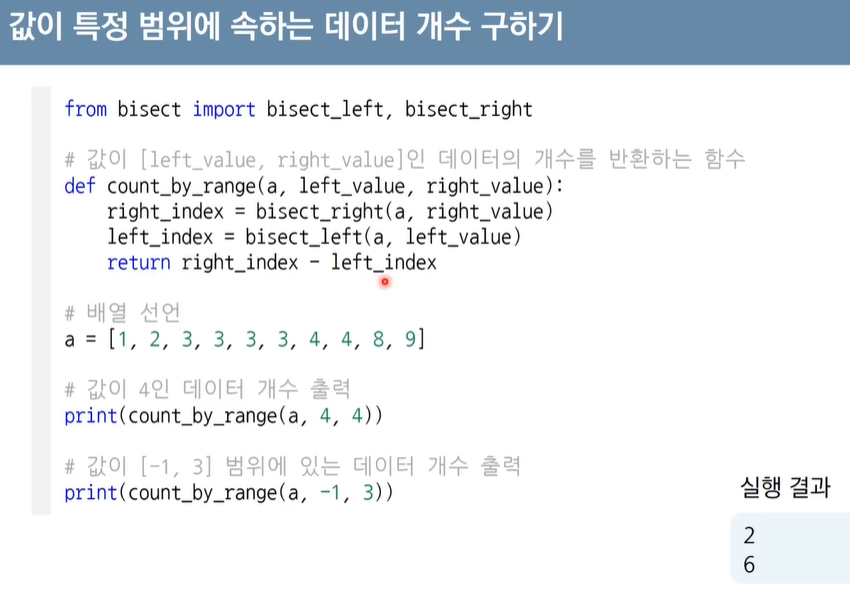 값이 특정 범위에 속하는 데이터 개수 구하기
from bisect import bisect_left, bisect_right
# 값이 [left_value, right_value]인 데이터의 개수를 반환하는 함수
def count_by_range(a, left_value, right_value):
    right_index = bisect_right(a, right_value)
    left_index = bisect_left(a, left_value)
    return right_index - left_index
# 배열 선언
a = [1, 2, 3, 3, 3, 3, 4, 4, 8, 9]
# 값이 4인 데이터 개수 출력
print(count_by_range(a, 4, 4))
# 값이 [-1, 3] 범위에 있는 데이터 개수 출력
print(count_by_range(a, -1, 3))
실행 결과
2
6